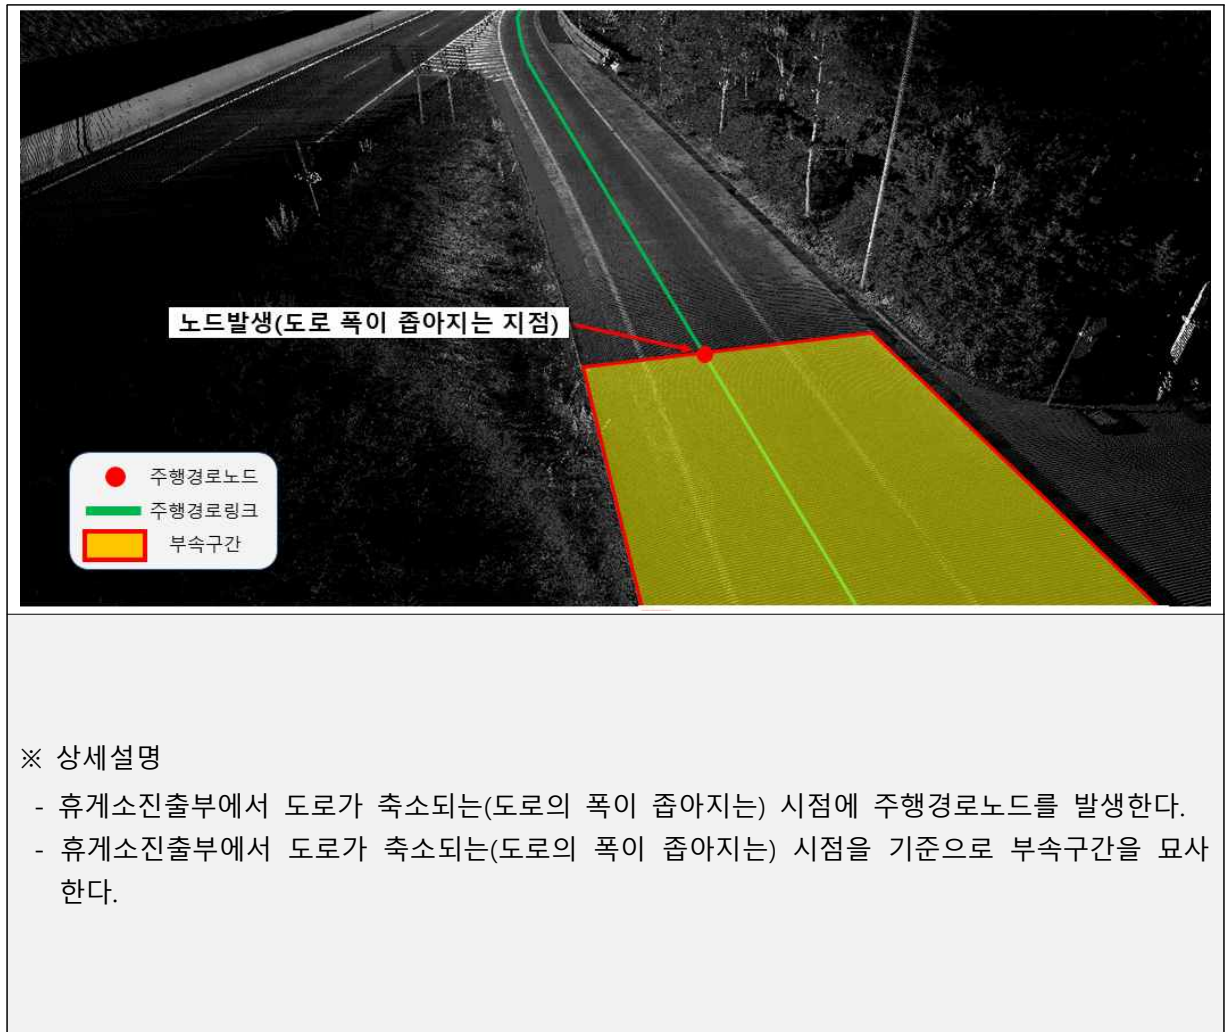 노드발생(도로 폭이 좁아지는 지점)
주행경로노드
주행경로링크
부속구간
※ 상세설명
- 휴게소진출부에서 도로가 축소되는(도로의 폭이 좁아지는) 시점에 주행경로노드를 발생한다.
- 휴게소진출부에서 도로가 축소되는(도로의 폭이 좁아지는) 시점을 기준으로 부속구간을 묘사
한다.